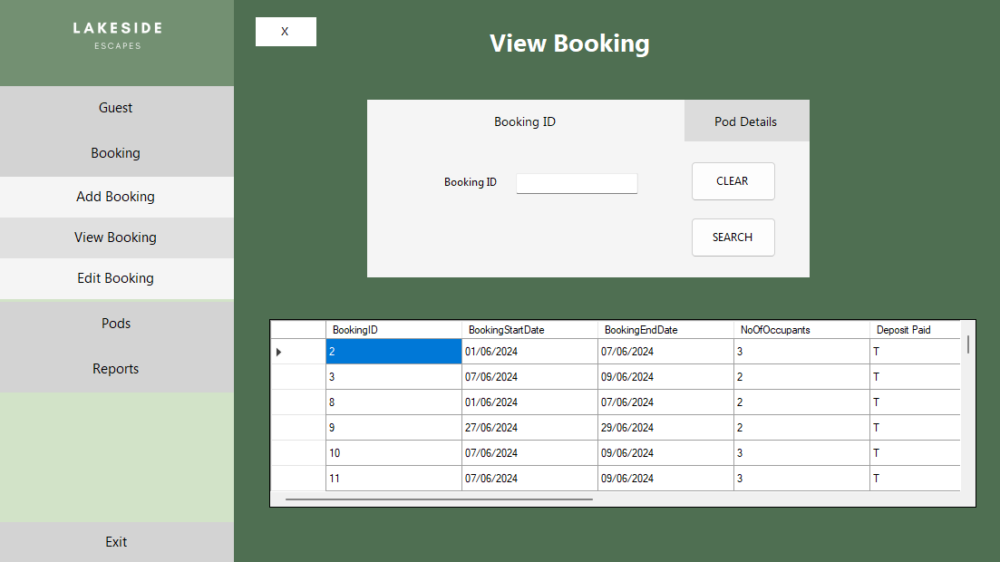 LAKESIDE
ESCAPES
Guest
Booking
Add Booking
View Booking
Edit Booking
Pods
Reports
Exit
X
View Booking
Booking ID
Pod Details
Booking ID
CLEAR
SEARCH
BookingID BookingStartDate BookingEndDate NoOfOccupants Deposit Paid
2 01/06/2024 07/06/2024 3 T
3 07/06/2024 09/06/2024 2 T
8 01/06/2024 07/06/2024 2 T
9 27/06/2024 29/06/2024 2 T
10 07/06/2024 09/06/2024 3 T
11 07/06/2024 09/06/2024 3 T